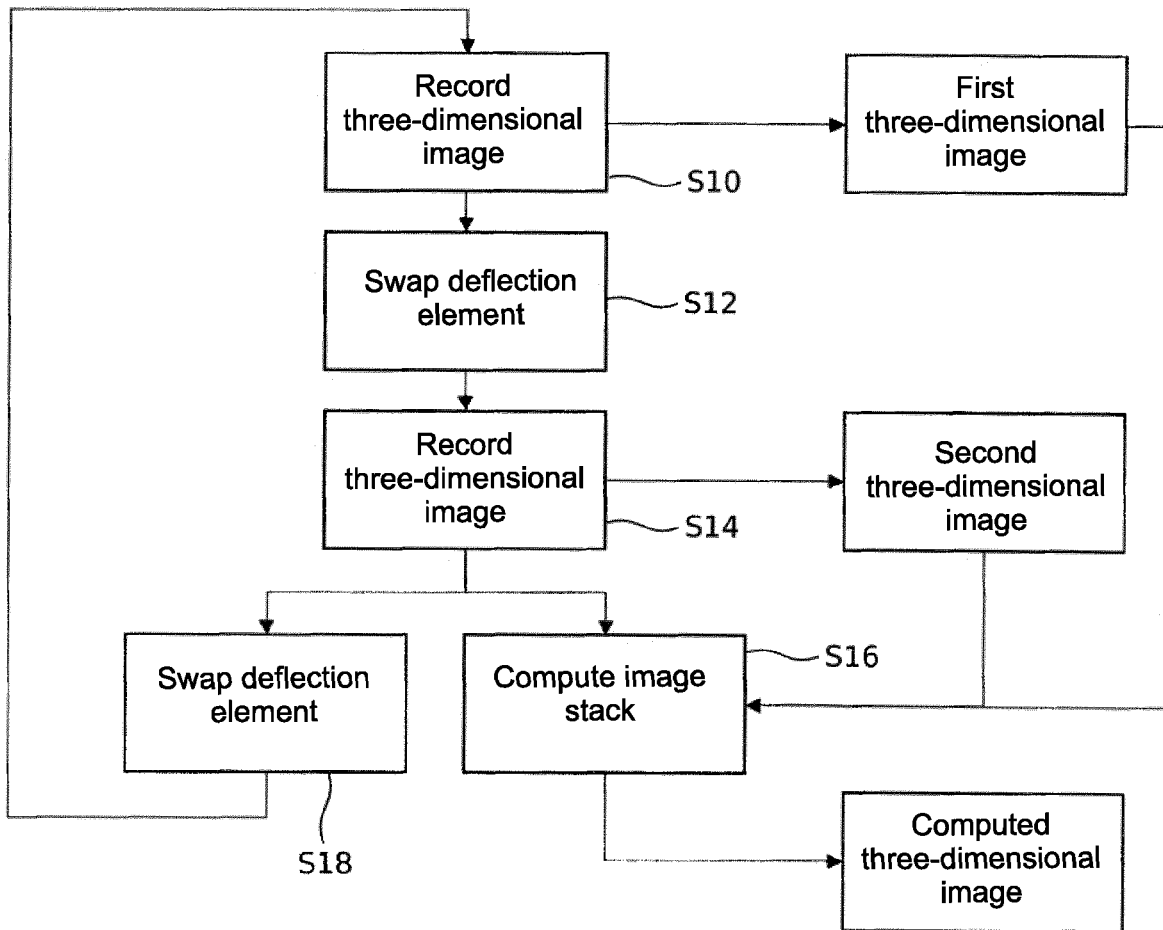 Record
three-dimensional
image
S10
First
three-dimensional
image
Swap deflection
element
S12
Record
three-dimensional
image
S14
Second
three-dimensional
image
Swap deflection
element
S18
Compute image
stack
S16
Computed
three-dimensional
image